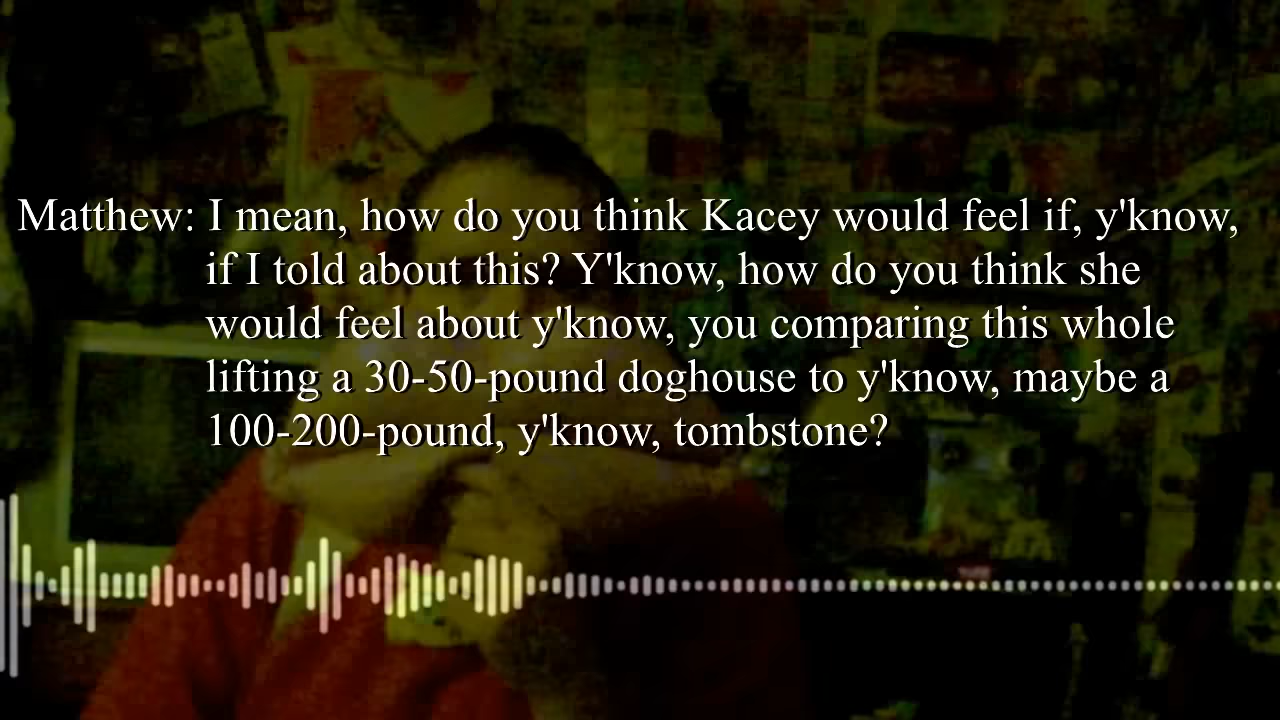 Matthew: I mean, how do you think Kacey would feel if, y'know,
if I told about this? Y'know, how do you think she
would feel about y'know, you comparing this whole
lifting a 30-50-pound doghouse to y'know, maybe a
100-200-pound, y'know, tombstone?